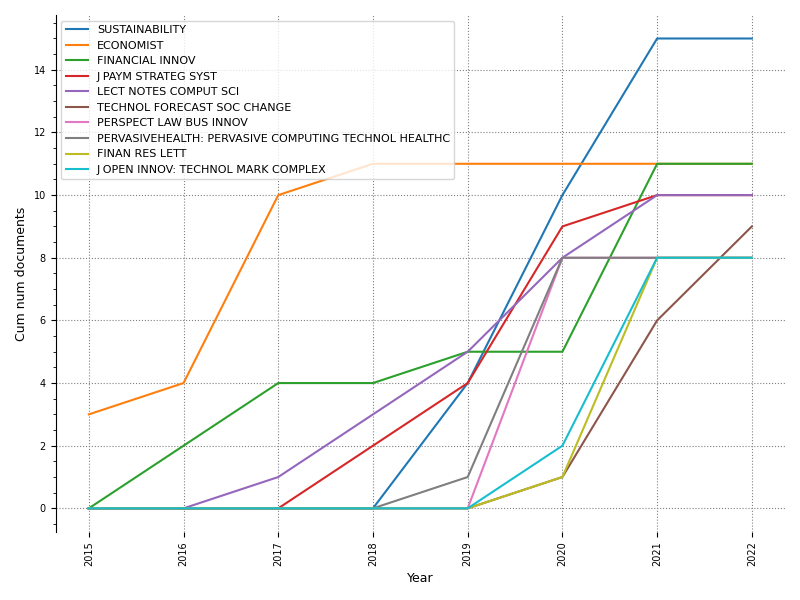 SUSTAINABILITY
ECONOMIST
FINANCIAL INNOV
J PAYM STRATEG SYST
LECT NOTES COMPUT SCI
TECHNOL FORECAST SOC CHANGE
PERSPECT LAW BUS INNOV
PERVASIVEHEALTH: PERVASIVE COMPUTING TECHNOL HEALTHC
FINAN RES LETT
J OPEN INNOV: TECHNOL MARK COMPLEX
14
12
10
8
6
4
2
0
Cum num documents
2015
2016
2017
2018
2019
2020
2021
2022
Year